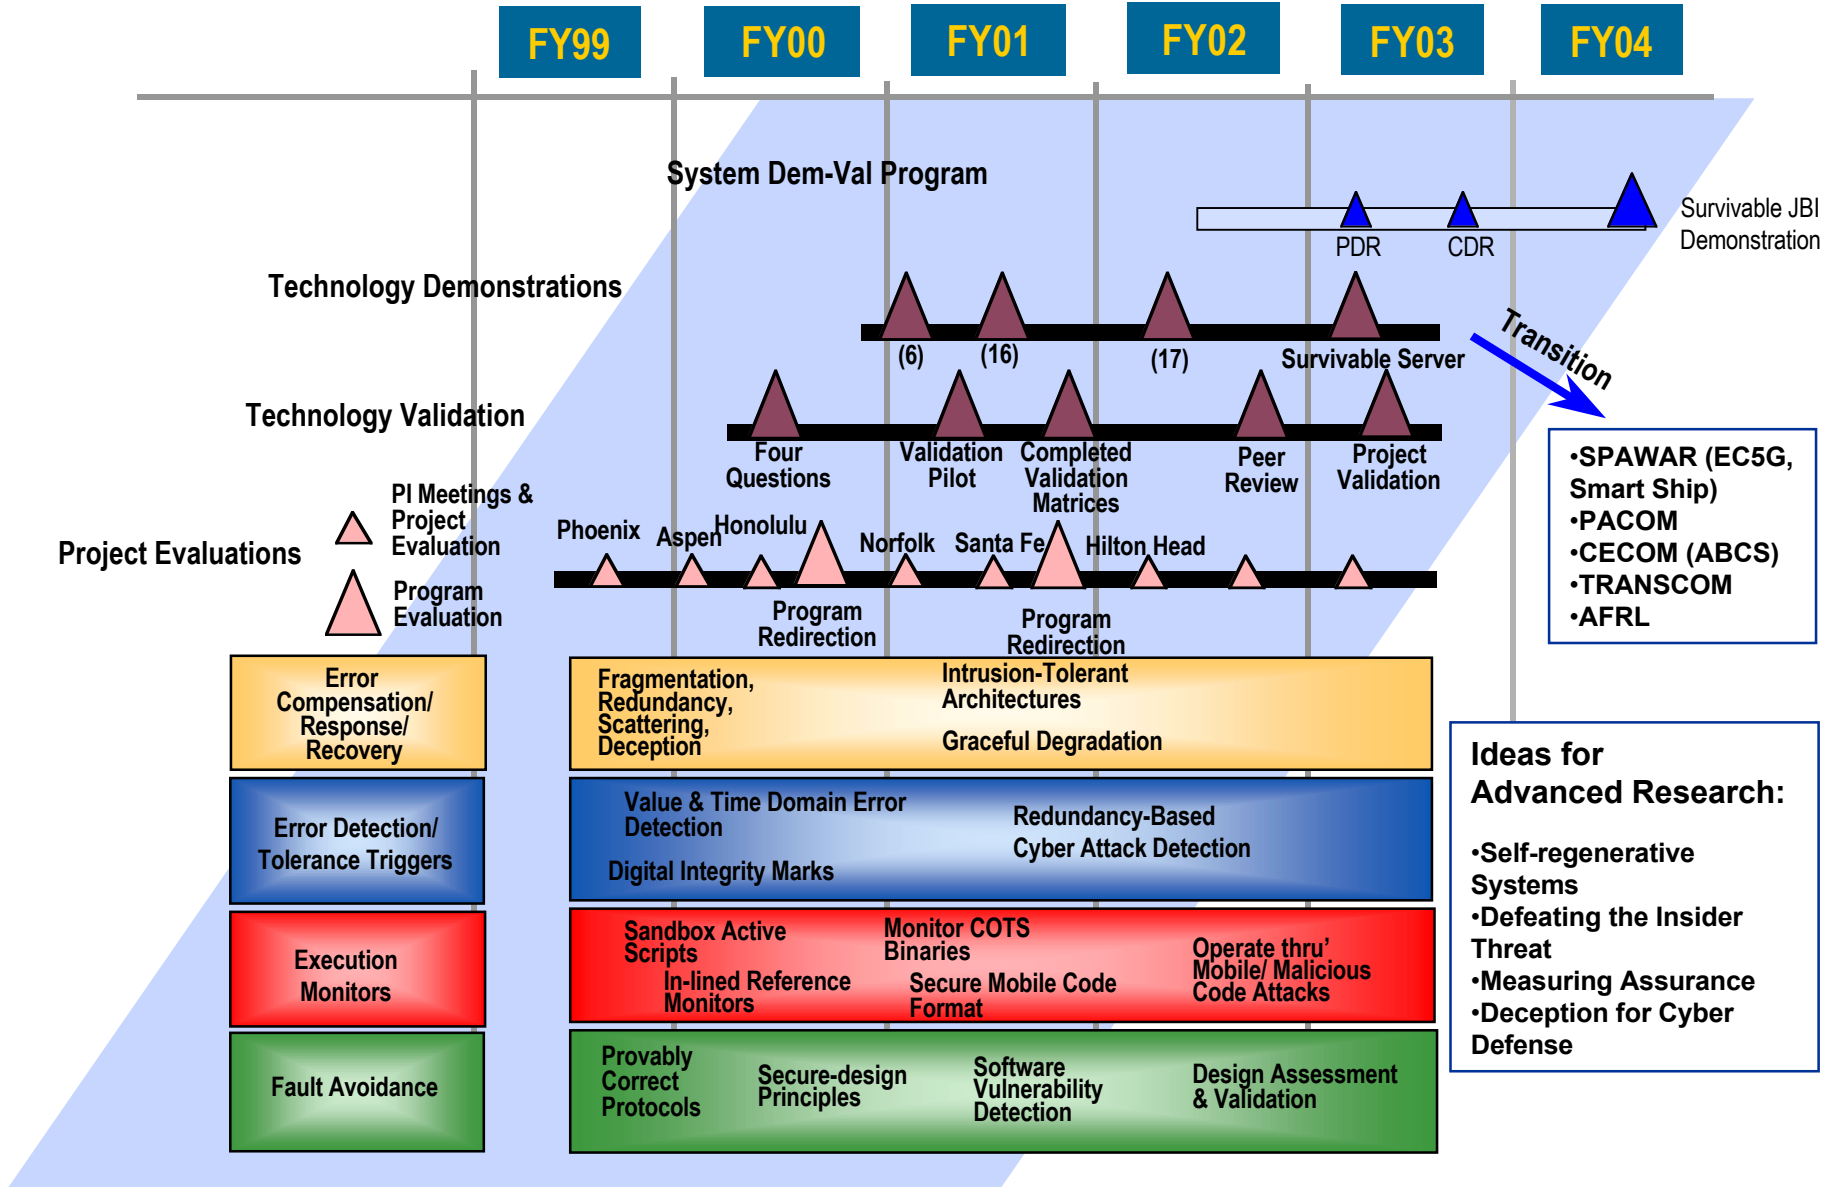 FY99
FY00
FY01
FY02
FY03
FY04
System Dem-Val Program
PDR
CDR
Survivable JBI
Demonstration
Technology Demonstrations
(6)
(16)
(17)
Survivable Server
Transition
Technology Validation
Four
Questions
Validation
Pilot
Completed
Validation
Matrices
Peer
Review
Project
Validation
•SPAWAR (EC5G,
Smart Ship)
•PACOM
•CECOM (ABCS)
•TRANSCOM
•AFRL
Project Evaluations
PI Meetings &
Project
Evaluation
Program
Evaluation
Phoenix
Aspen
Honolulu
Norfolk
Santa Fe
Hilton Head
Program
Redirection
Program
Redirection
Error
Compensation/
Response/
Recovery
Fragmentation,
Redundancy,
Scattering,
Deception
Intrusion-Tolerant
Architectures
Graceful Degradation
Error Detection/
Tolerance Triggers
Value & Time Domain Error
Detection
Digital Integrity Marks
Redundancy-Based
Cyber Attack Detection
Execution
Monitors
Sandbox Active
Scripts
In-lined Reference
Monitors
Monitor COTS
Binaries
Secure Mobile Code
Format
Operate thru’
Mobile/ Malicious
Code Attacks
Fault Avoidance
Provably
Correct
Protocols
Secure-design
Principles
Software
Vulnerability
Detection
Design Assessment
& Validation
Ideas for
Advanced Research:
•Self-regenerative
Systems
•Defeating the Insider
Threat
•Measuring Assurance
•Deception for Cyber
Defense